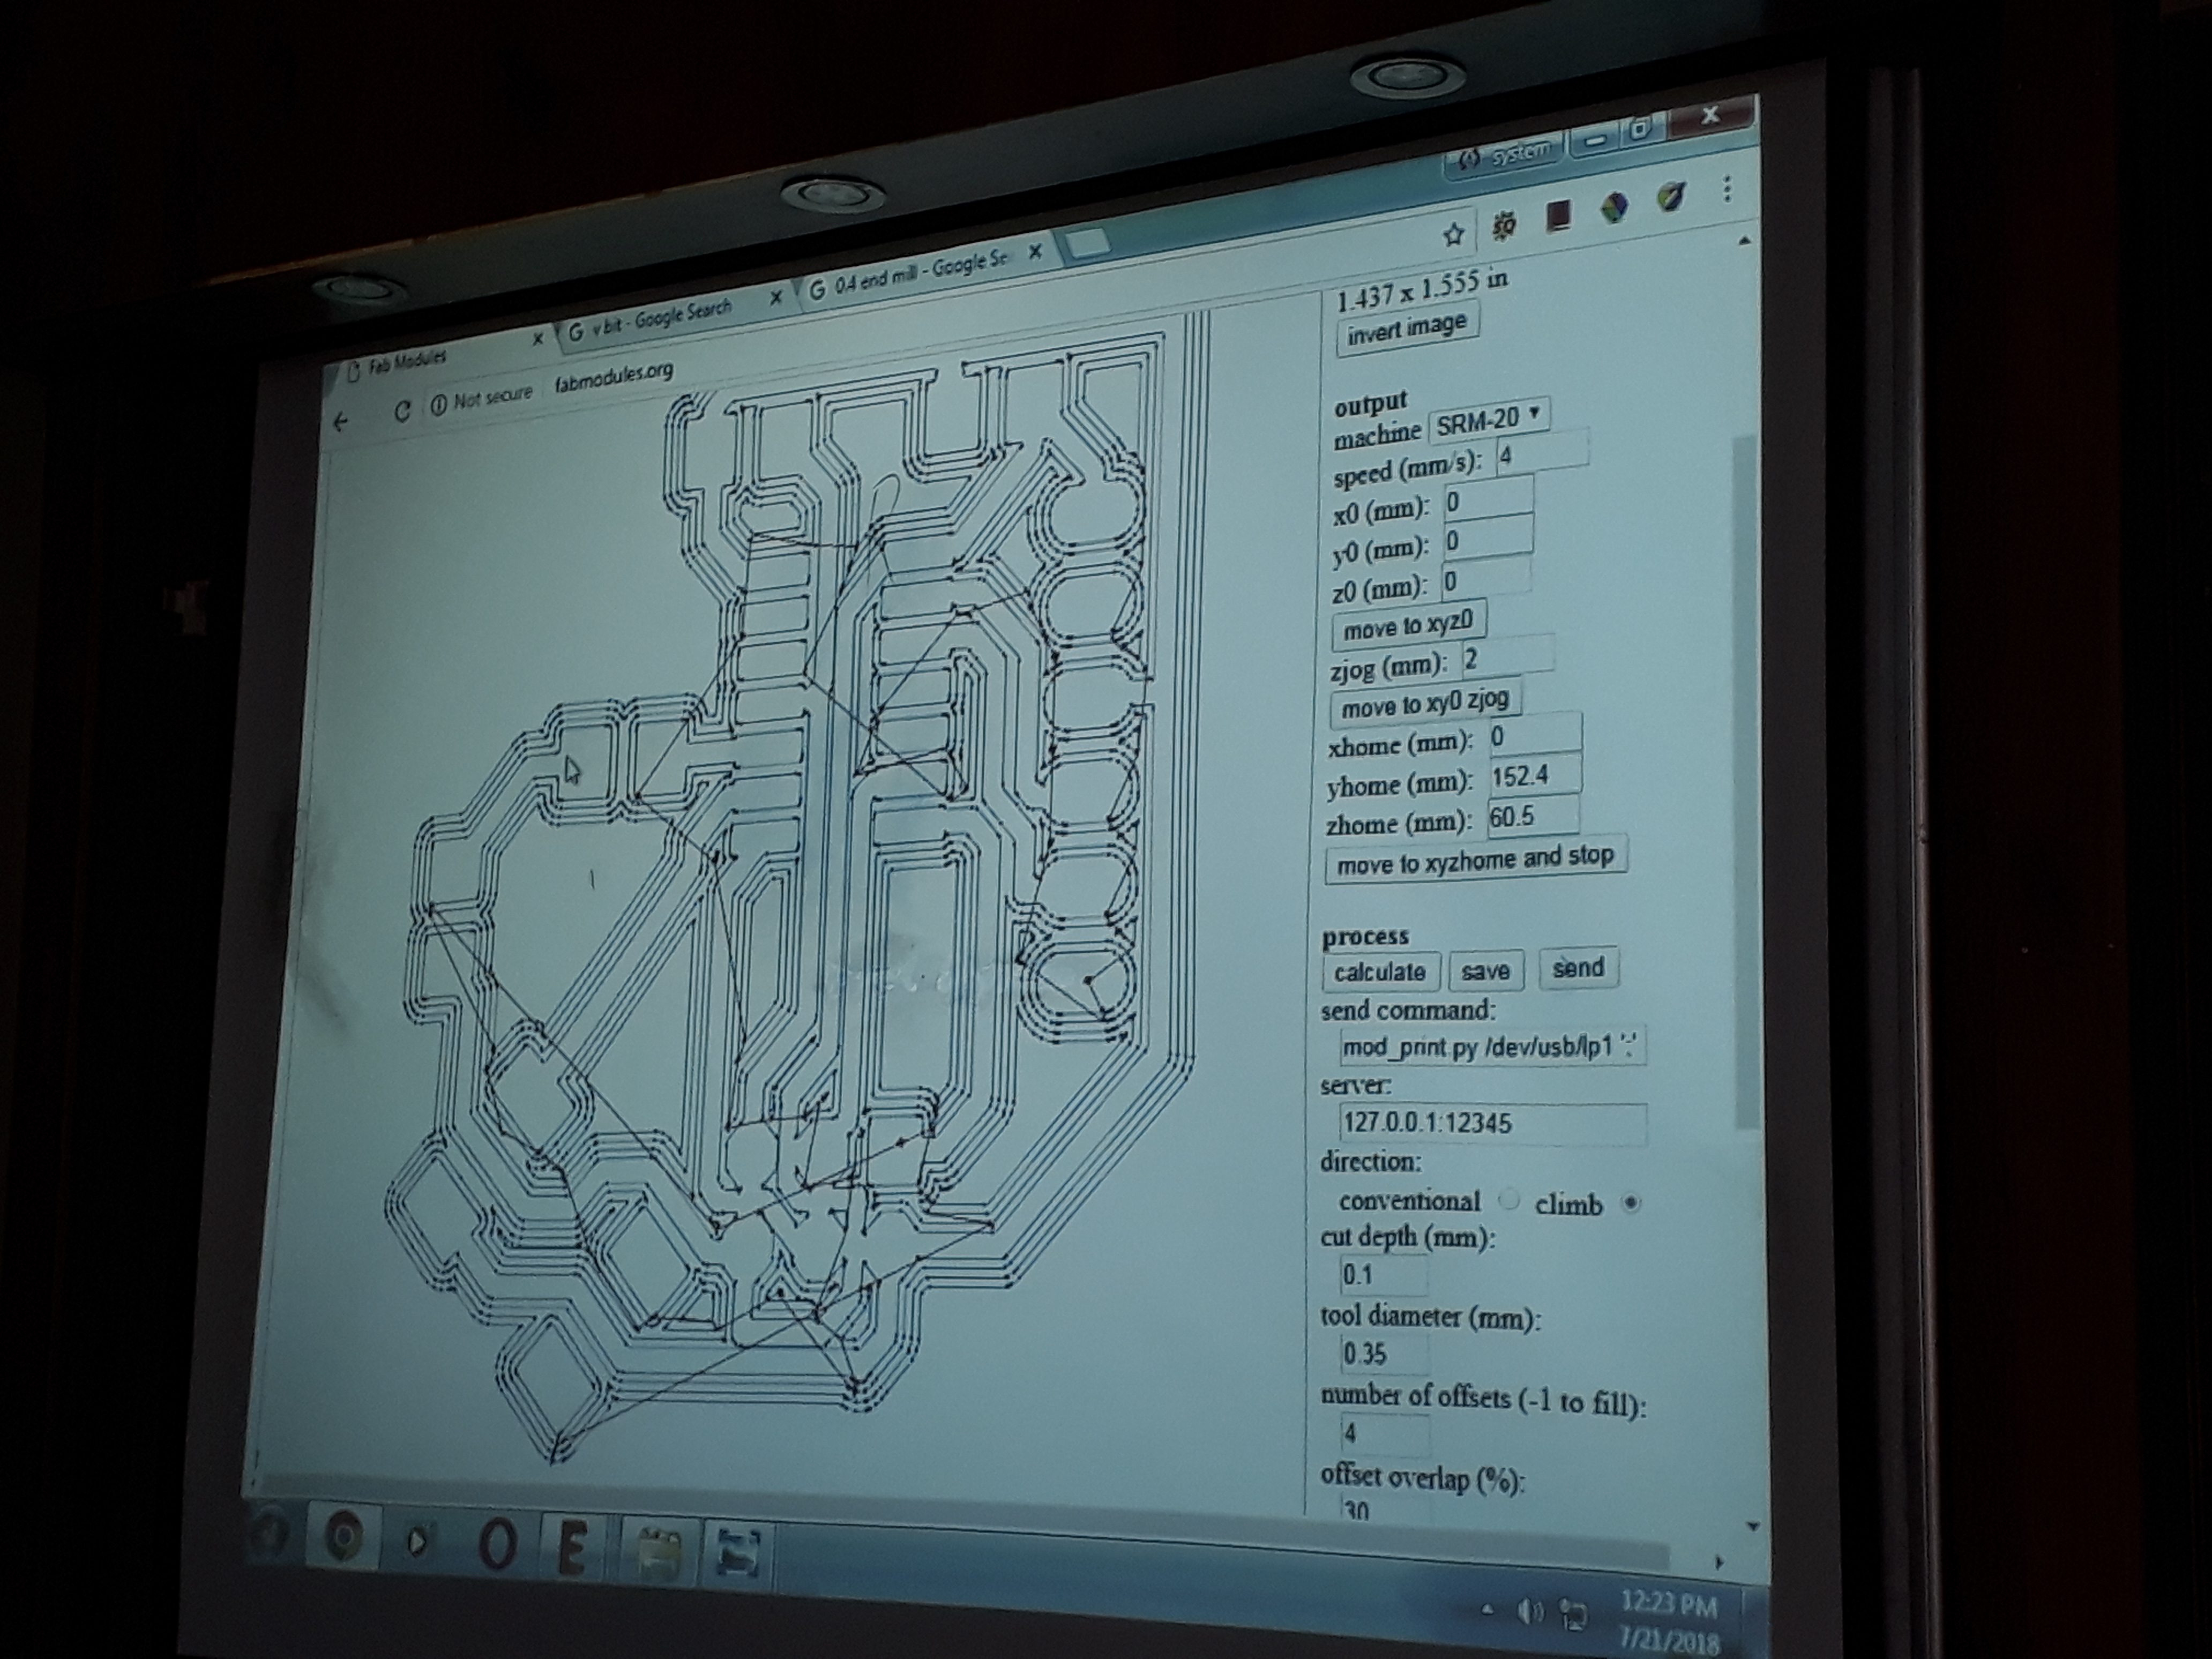 system
Fab Modules
v bit - Google Search
0.4 end mill - Google Se
Not secure
fabmodules.org
1.437 x 1.555 in
invert image
output
machine SRM-20
speed (mm/s): 4
x0 (mm): 0
y0 (mm): 0
z0 (mm): 0
move to xyz0
zjog (mm): 2
move to xy0 zjog
xhome (mm): 0
yhome (mm): 152.4
zhome (mm): 60.5
move to xyzhome and stop
process
calculate save send
send command:
mod_print.py /dev/usb/lp1 ';'
server:
127.0.0.1:12345
direction:
conventional climb
cut depth (mm):
0.1
tool diameter (mm):
0.35
number of offsets (-1 to fill):
4
offset overlap (%):
30
12:23 PM
7/21/2018